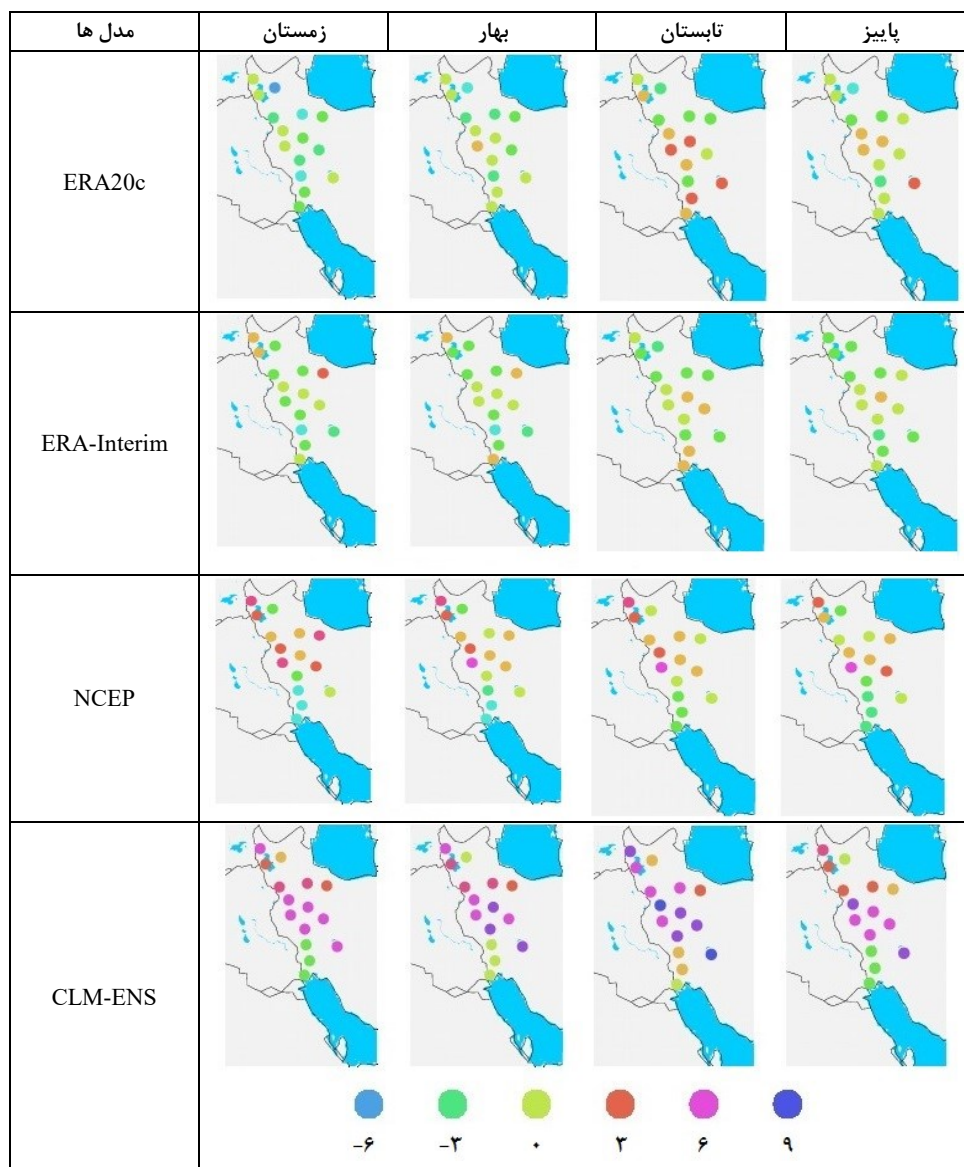 مدل ها زمستان بهار تابستان پاییز
ERA20c
ERA-Interim
NCEP
CLM-ENS
-۶ -۳ ۰ ۳ ۶ ۹